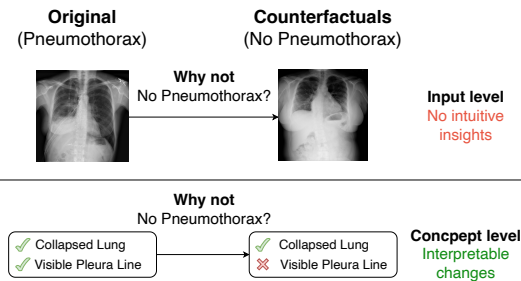 Original
(Pneumothorax)
Counterfactuals
(No Pneumothorax)
Why not
No Pneumothorax?
Input level
No intuitive
insights
Why not
No Pneumothorax?
Collapsed Lung
Visible Pleura Line
Collapsed Lung
Visible Pleura Line
Concpept level
Interpretable
changes